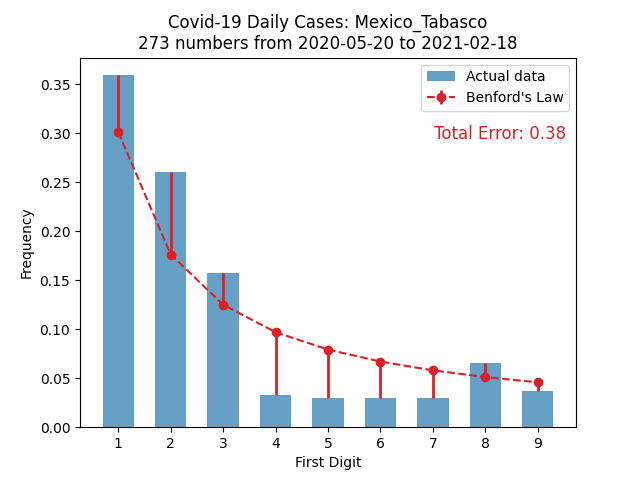 Covid-19 Daily Cases: Mexico_Tabasco
273 numbers from 2020-05-20 to 2021-02-18
Actual data
Benford's Law
Total Error: 0.38
Frequency
0.35
0.30
0.25
0.20
0.15
0.10
0.05
0.00
1 2 3 4 5 6 7 8 9
First Digit